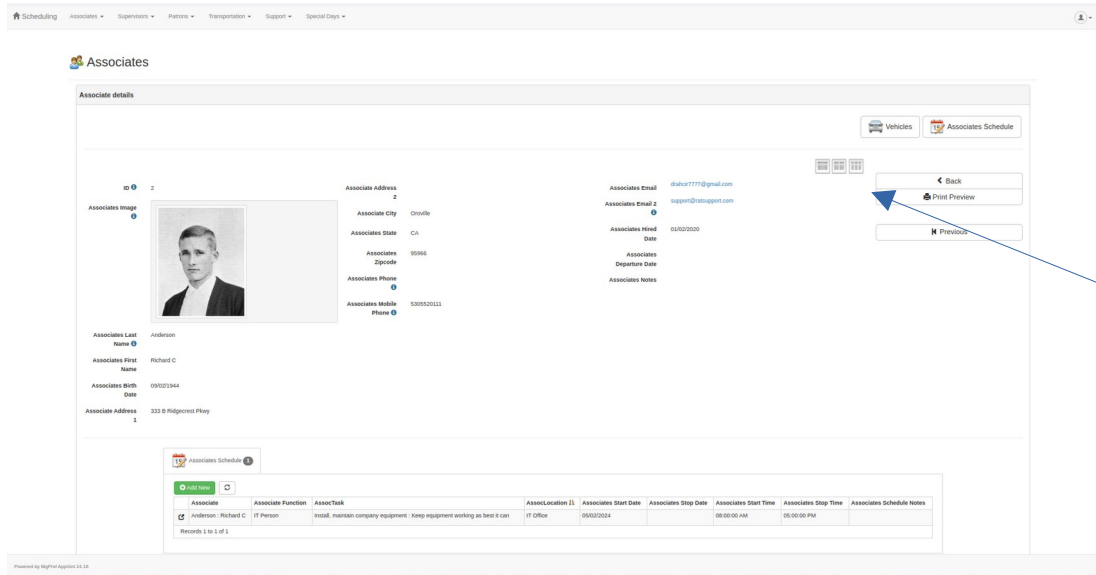 Scheduling Associates Supervisors Patrons Transportation Support Special Days
Associates
Associate details
Vehicles Associates Schedule
Back
Print Preview
Previous
ID 2
Associates Image
Associates Last Name Anderson
Associates First Name Richard C
Associates Birth Date 09/02/1944
Associate Address 1 333 B Ridgecrest Pkwy
Associate Address 2
Associate City Oroville
Associates State CA
Associates Zipcode 95966
Associates Phone
Associates Mobile Phone 5305520111
Associates Email drahcir7777@gmail.com
Associates Email 2 support@ratsupport.com
Associates Hired Date 01/02/2020
Associates Departure Date
Associates Notes
Associates Schedule 1
Add New
Associate Associate Function AssocTask AssocLocation Associates Start Date Associates Stop Date Associates Start Time Associates Stop Time Associates Schedule Notes
Anderson : Richard C IT Person Install, maintain company equipment : Keep equipment working as best it can IT Office 05/02/2024 08:00:00 AM 05:00:00 PM
Records 1 to 1 of 1
Powered by BigProf AppGini 24.18